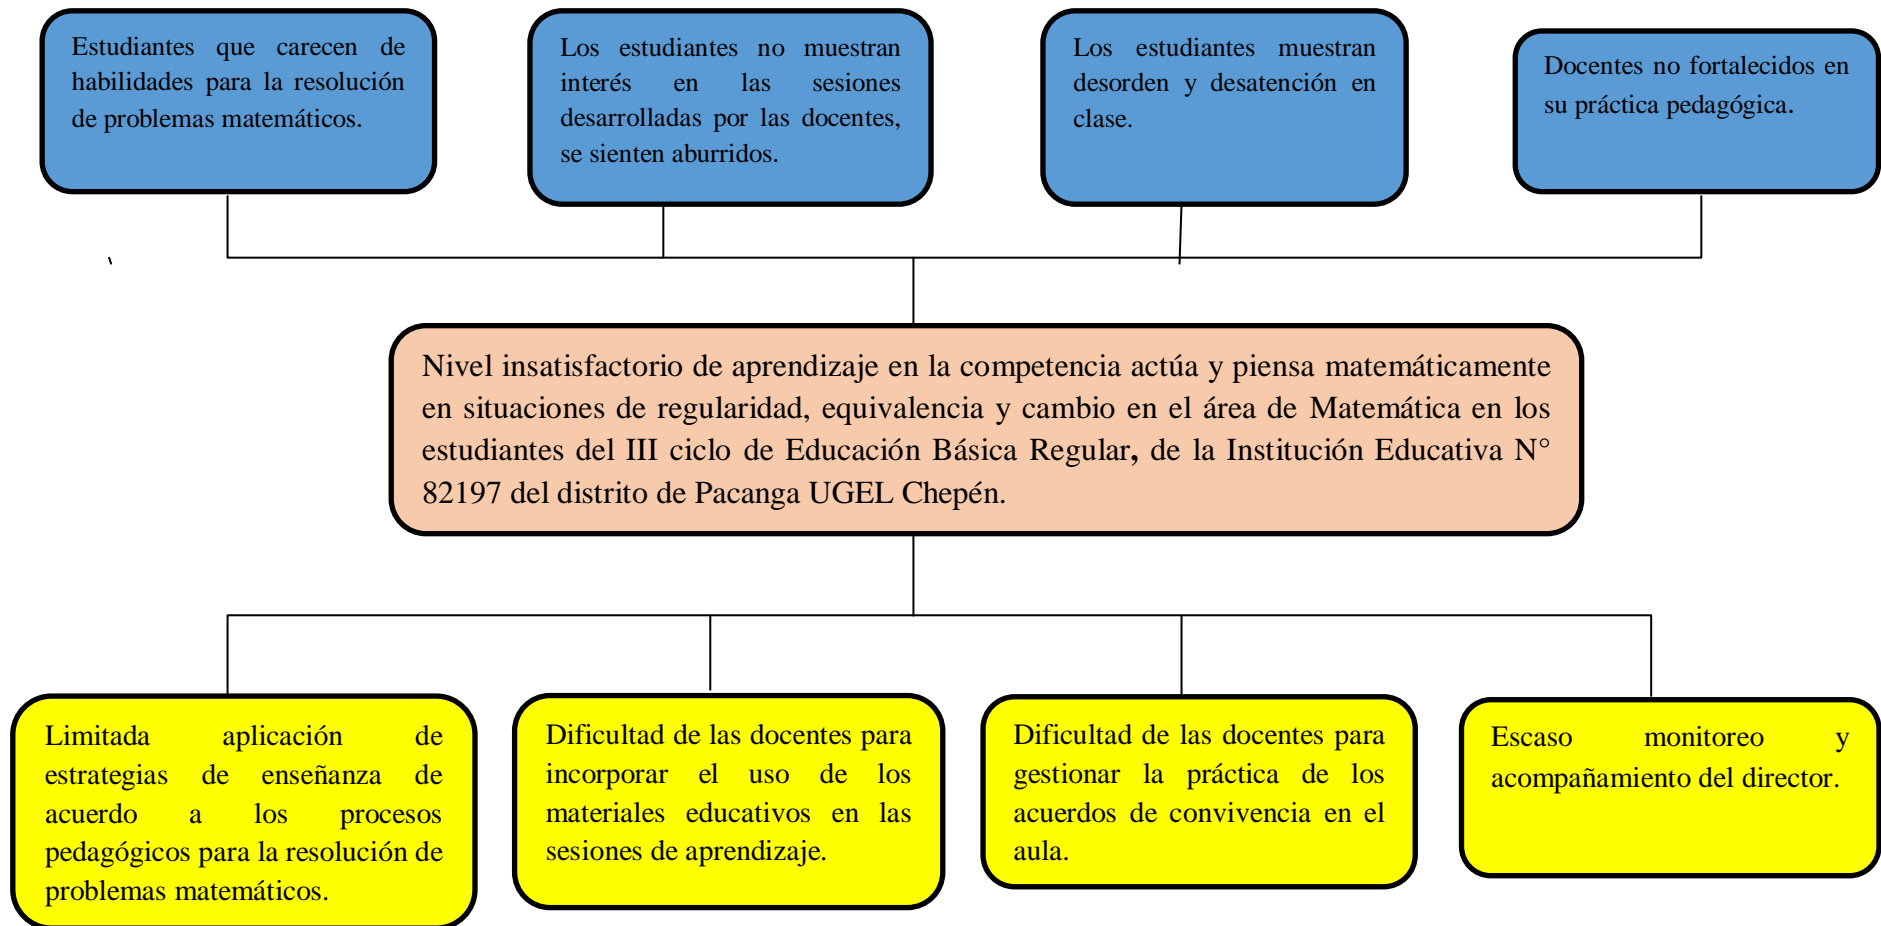 Estudiantes que carecen de
habilidades para la resolución
de problemas matemáticos.
Los estudiantes no muestran
interés en las sesiones
desarrolladas por las docentes,
se sienten aburridos.
Los estudiantes muestran
desorden y desatención en
clase.
Docentes no fortalecidos en
su práctica pedagógica.
Nivel insatisfactorio de aprendizaje en la competencia actúa y piensa matemáticamente
en situaciones de regularidad, equivalencia y cambio en el área de Matemática en los
estudiantes del III ciclo de Educación Básica Regular, de la Institución Educativa N°
82197 del distrito de Pacanga UGEL Chepén.
Limitada aplicación de
estrategias de enseñanza de
acuerdo a los procesos
pedagógicos para la resolución de
problemas matemáticos.
Dificultad de las docentes para
incorporar el uso de los
materiales educativos en las
sesiones de aprendizaje.
Dificultad de las docentes para
gestionar la práctica de los
acuerdos de convivencia en el
aula.
Escaso monitoreo y
acompañamiento del director.